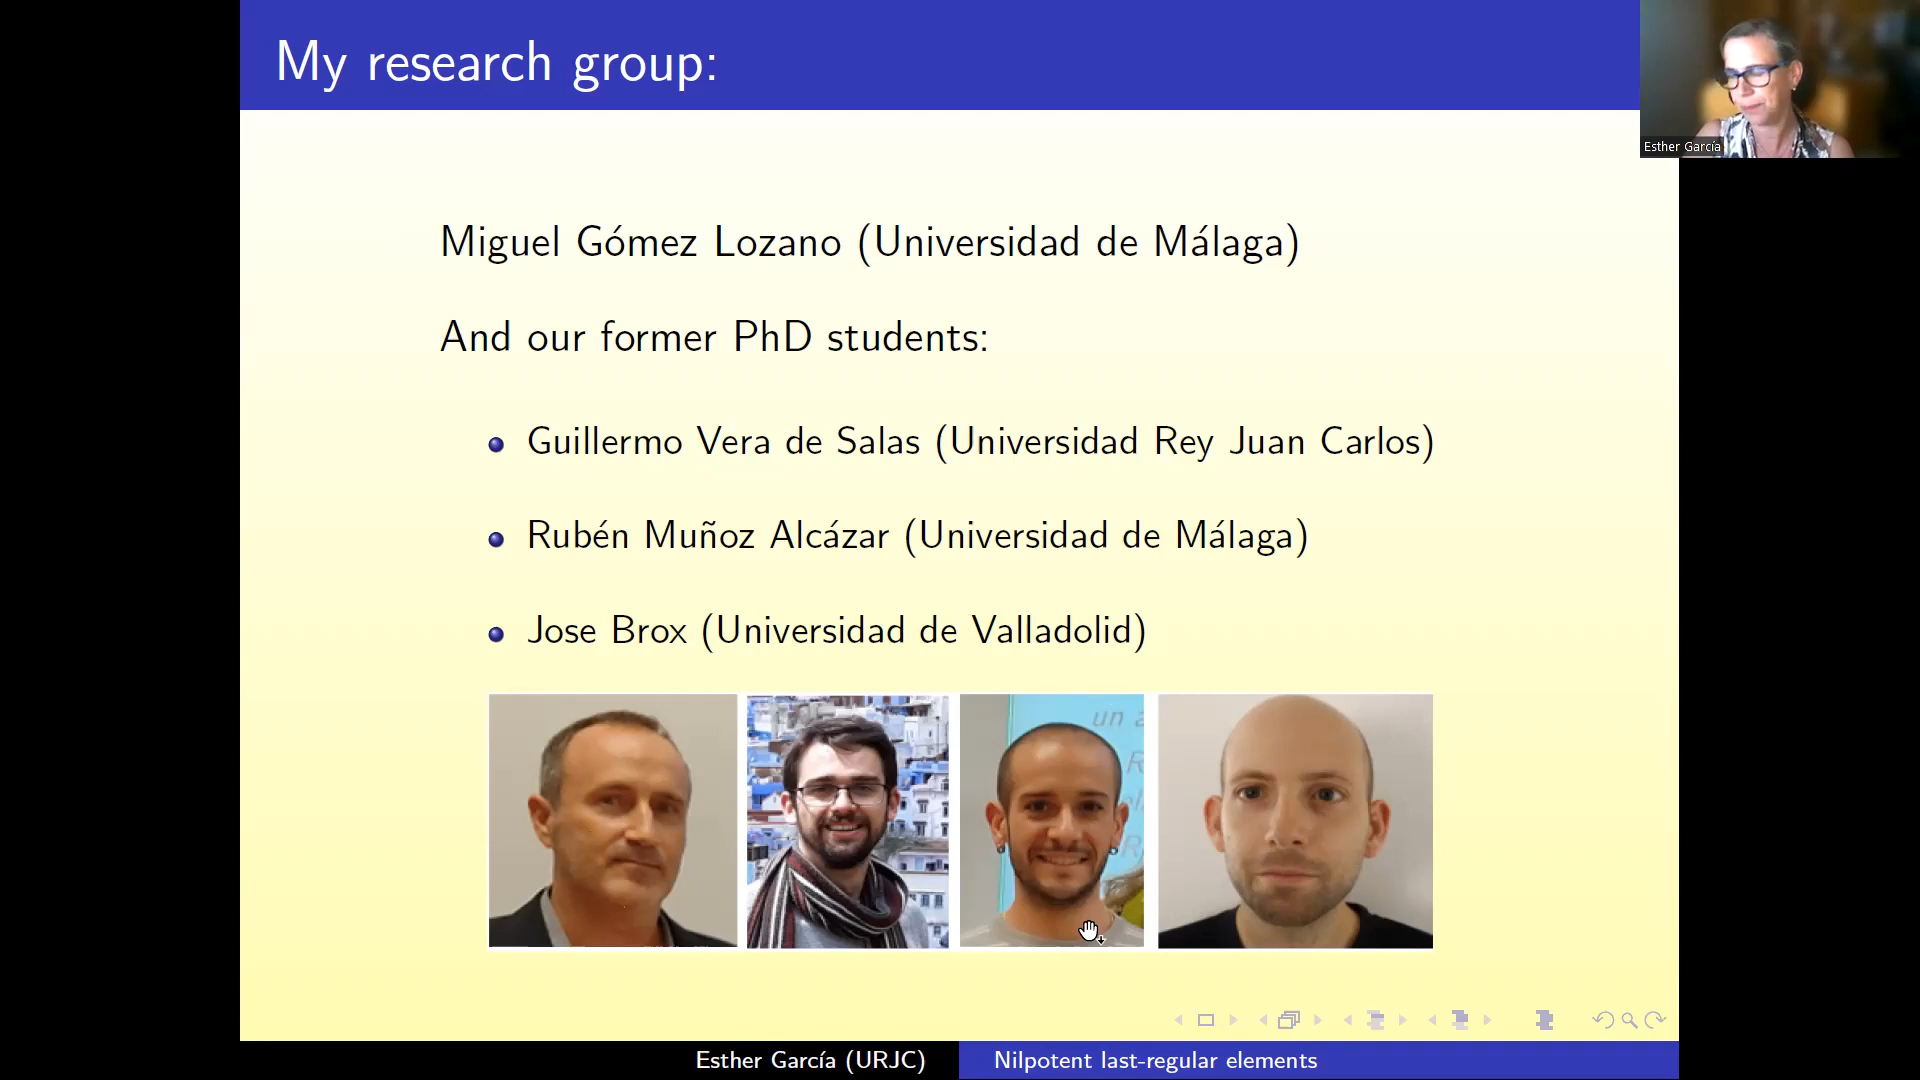 My research group:
Esther García
Miguel Gómez Lozano (Universidad de Málaga)
And our former PhD students:
Guillermo Vera de Salas (Universidad Rey Juan Carlos)
Rubén Muñoz Alcázar (Universidad de Málaga)
Jose Brox (Universidad de Valladolid)
un a
R
el
R
Esther García (URJC)
Nilpotent last-regular elements